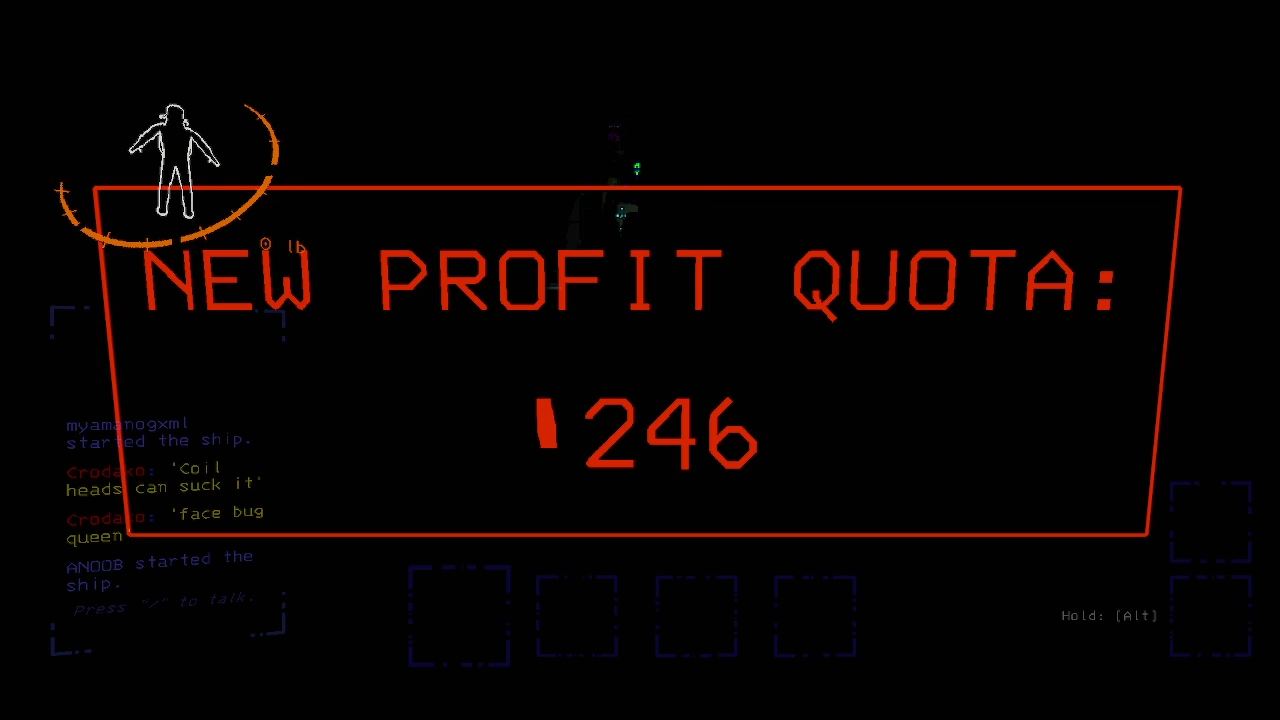 0 lb
NEW PROFIT QUOTA:
▮246
myamanogxml
started the ship.
Crodako: 'Coil
heads can suck it'
Crodako: 'face bug
queen
ANOOB started the
ship.
Press "/" to talk.
Hold: [Alt]